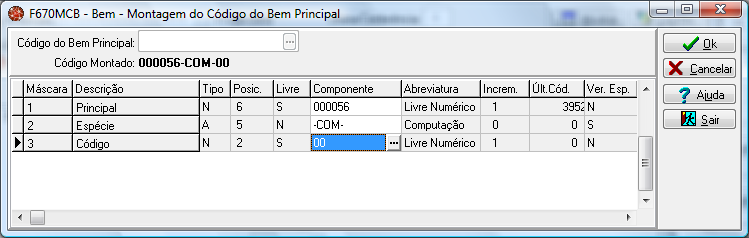 F670MCB - Bem - Montagem do Código do Bem Principal
Código do Bem Principal: ...
Código Montado: 000056-COM-00
Ok
Cancelar
Ajuda
Sair
Máscara Descrição Tipo Posic. Livre Componente Abreviatura Increm. Últ.Cód. Ver. Esp.
1 Principal N 6 S 000056 Livre Numérico 1 3952 N
2 Espécie A 5 N -COM- Computação 0 0 S
3 Código N 2 S 00 ... Livre Numérico 1 0 N